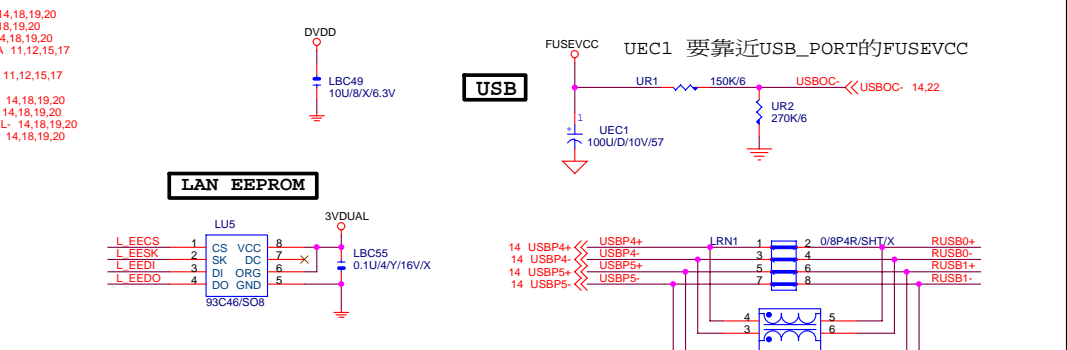 14,18,19,20
18,19,20
4,18,19,20
A 11,12,15,17
11,12,15,17
14,18,19,20
14,18,19,20
L- 14,18,19,20
14,18,19,20
DVDD
LBC49
10U/8/X/6.3V
USB
FUSEVCC
UEC1 要靠近USB_PORT的FUSEVCC
UR1 150K/6 USBOC- USBOC- 14,22
UR2
270K/6
1
+
UEC1
100U/D/10V/57
LAN EEPROM
3VDUAL
LU5
L_EECS 1 CS VCC 8
L_EESK 2 SK DC 7
L_EEDI 3 DI ORG 6
L_EEDO 4 DO GND 5
93C46/SO8
LBC55
0.1U/4/Y/16V/X
LRN1 0/8P4R/SHT/X
14 USBP4+ USBP4+ 1 2 RUSB0+
14 USBP4- USBP4- 3 4 RUSB0-
14 USBP5+ USBP5+ 5 6 RUSB1+
14 USBP5- USBP5- 7 8 RUSB1-
4 5
3 6